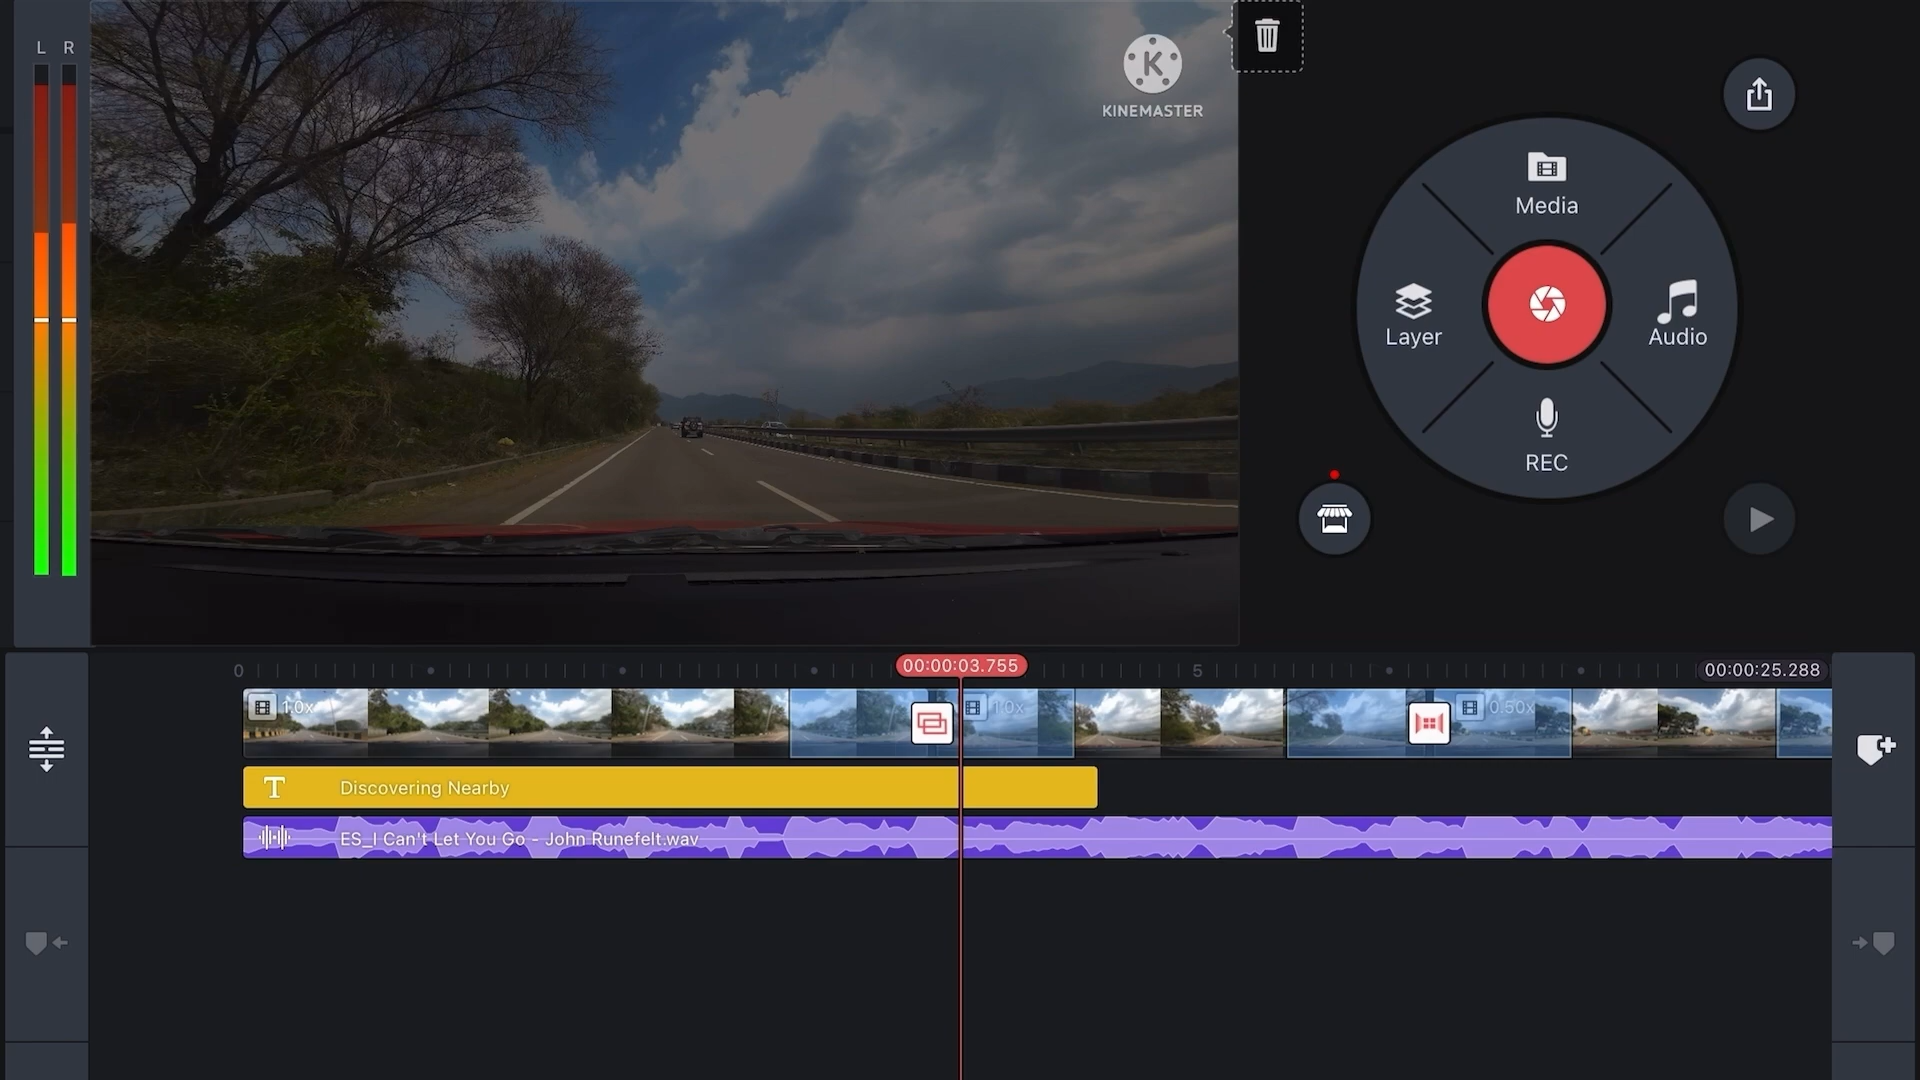 L R
KINEMASTER
Media
Layer
Audio
REC
0
00:00:03.755
5
00:00:25.288
1.0x
1.0x
0.50x
T Discovering Nearby
ES_I Can't Let You Go - John Runefelt.wav